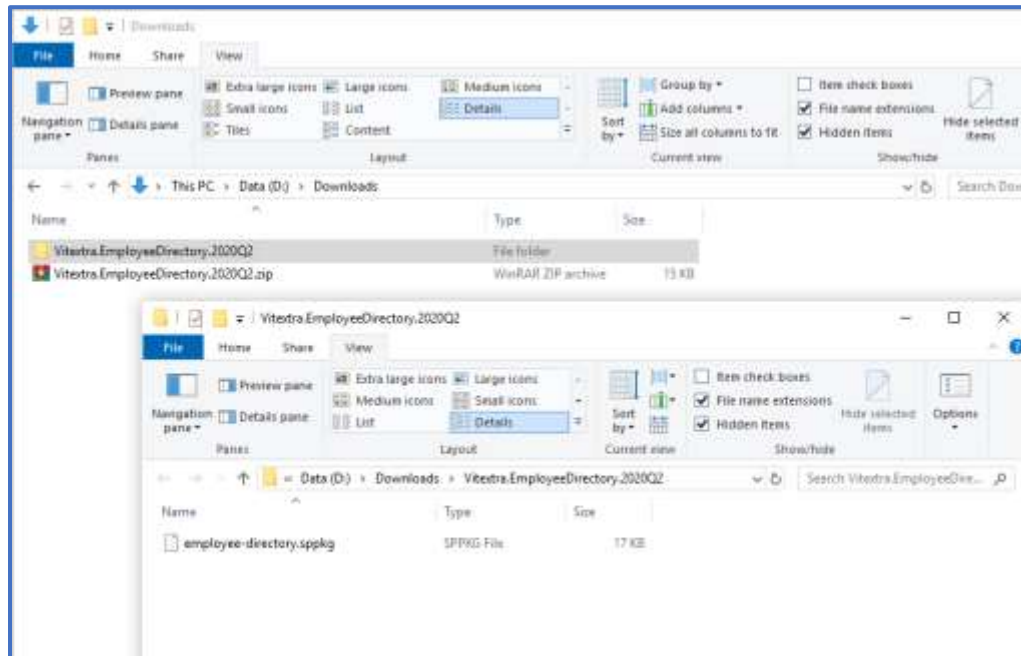 Downloads
File Home Share View
Preview pane Extra large icons Large icons Medium icons Group by Item check boxes
Navigation pane Details pane Small icons List Details Sort by Add columns File name extensions Hide selected items
Tiles Content Size all columns to fit Hidden items
Panes Layout Current view Show/hide
This PC Data (D:) Downloads Search Dow
Name Type Size
Vitextra.EmployeeDirectory.2020Q2 File folder
Vitextra.EmployeeDirectory.2020Q2.zip WinRAR ZIP archive 15 KB
Vitextra.EmployeeDirectory.2020Q2
File Home Share View
Preview pane Extra large icons Large icons Item check boxes
Navigation pane Details pane Medium icons Small icons Sort by File name extensions Hide selected items Options
List Details Hidden items
Panes Layout Current view Show/hide
« Data (D:) Downloads Vitextra.EmployeeDirectory.2020Q2 Search Vitextra.EmployeeDire...
Name Type Size
employee-directory.sppkg SPPKG File 17 KB